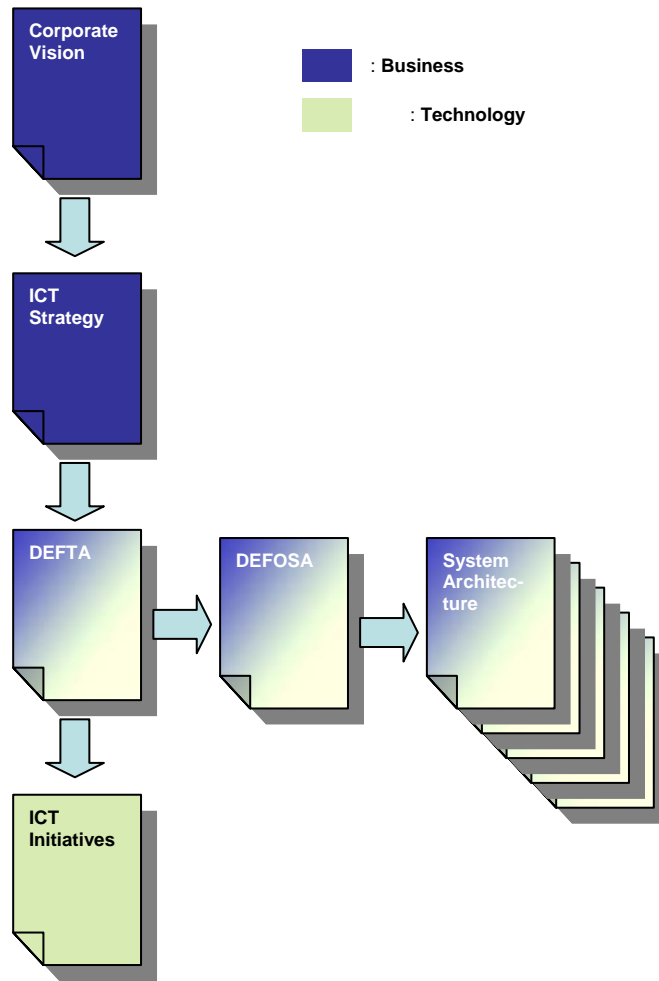 Corporate
Vision
: Business
: Technology
ICT
Strategy
DEFTA
DEFOSA
System
Architec-
ture
ICT
Initiatives